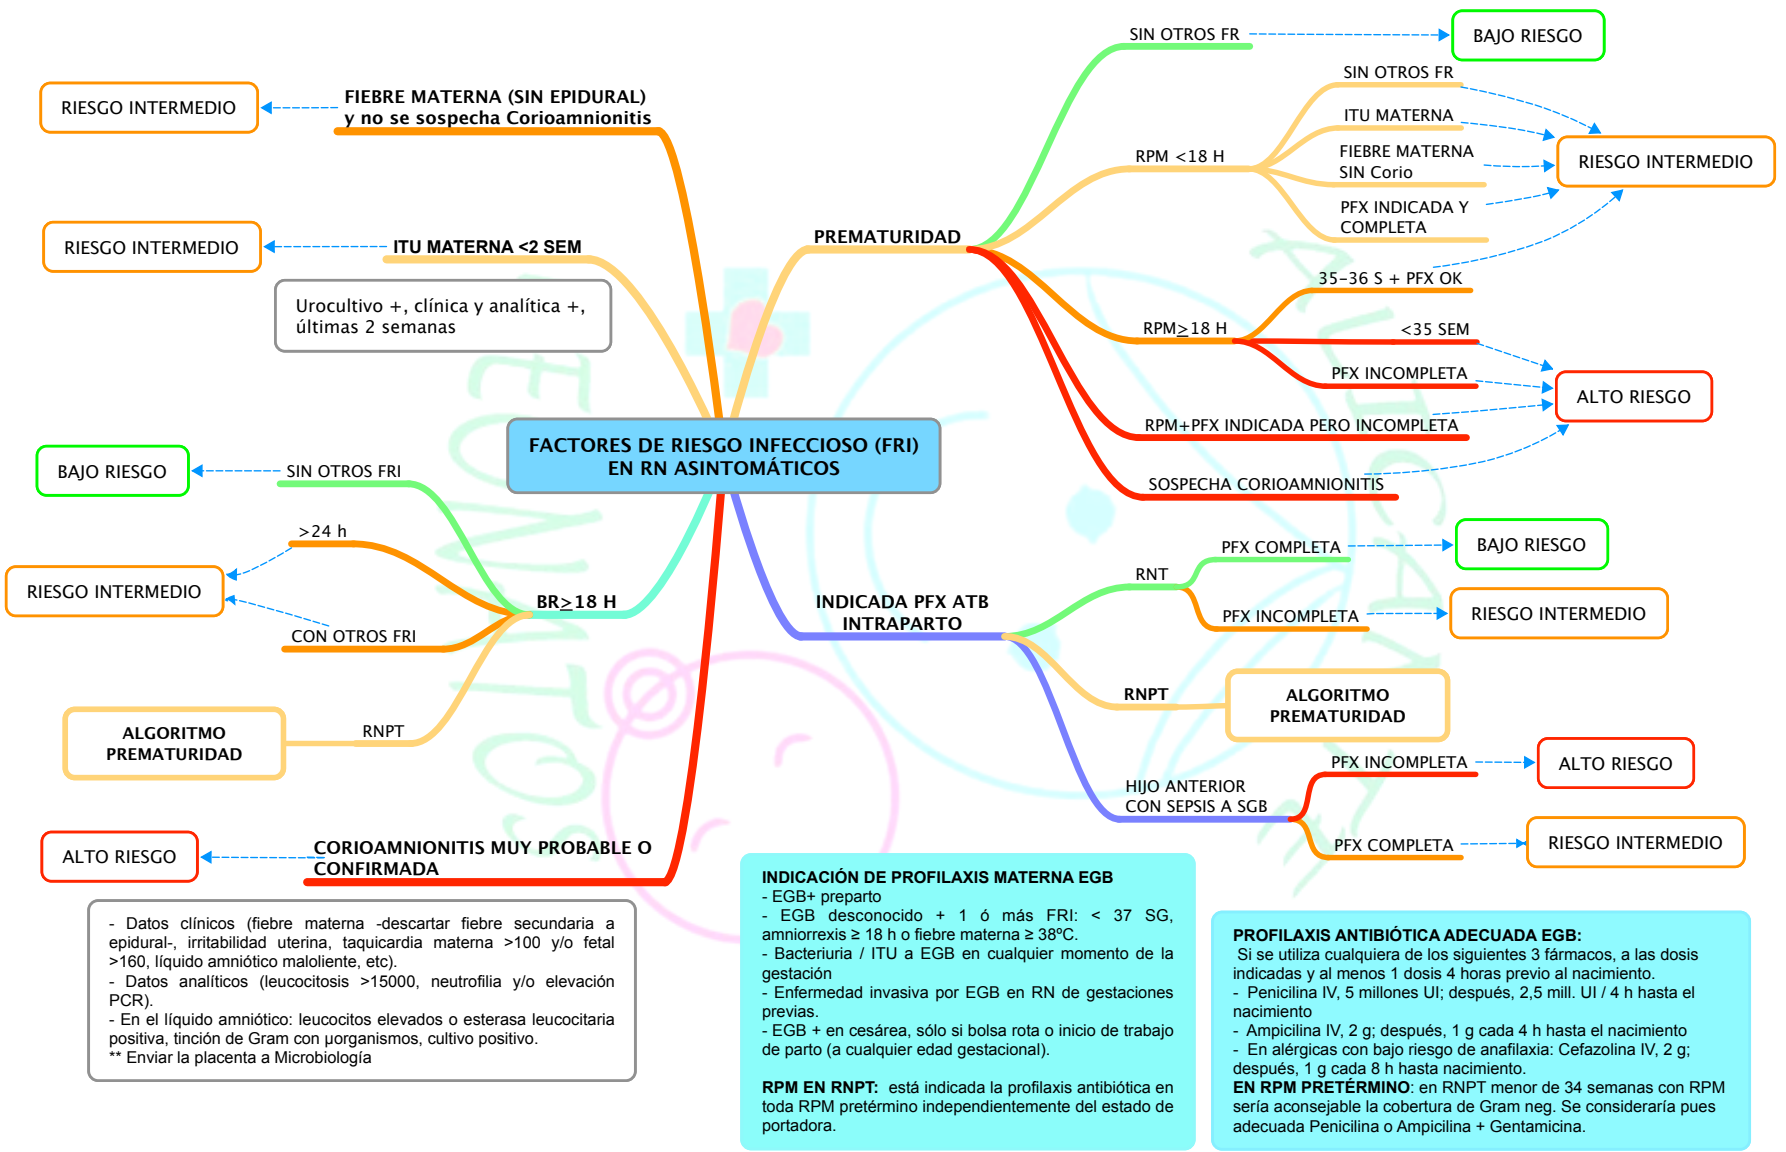 FACTORES DE RIESGO INFECCIOSO (FRI)
EN RN ASINTOMÁTICOS
FIEBRE MATERNA (SIN EPIDURAL)
y no se sospecha Corioamnionitis
RIESGO INTERMEDIO
ITU MATERNA <2 SEM
RIESGO INTERMEDIO
Urocultivo +, clínica y analítica +,
últimas 2 semanas
BR≥18 H
SIN OTROS FRI
BAJO RIESGO
>24 h
RIESGO INTERMEDIO
CON OTROS FRI
RNPT
ALGORITMO
PREMATURIDAD
CORIOAMNIONITIS MUY PROBABLE O
CONFIRMADA
ALTO RIESGO
- Datos clínicos (fiebre materna -descartar fiebre secundaria a
epidural-, irritabilidad uterina, taquicardia materna >100 y/o fetal
>160, líquido amniótico maloliente, etc).
- Datos analíticos (leucocitosis >15000, neutrofilia y/o elevación
PCR).
- En el líquido amniótico: leucocitos elevados o esterasa leucocitaria
positiva, tinción de Gram con μorganismos, cultivo positivo.
** Enviar la placenta a Microbiología
PREMATURIDAD
SIN OTROS FR
BAJO RIESGO
RPM <18 H
SIN OTROS FR
ITU MATERNA
FIEBRE MATERNA
SIN Corio
PFX INDICADA Y
COMPLETA
RIESGO INTERMEDIO
RPM≥18 H
35-36 S + PFX OK
<35 SEM
PFX INCOMPLETA
RPM+PFX INDICADA PERO INCOMPLETA
SOSPECHA CORIOAMNIONITIS
ALTO RIESGO
INDICADA PFX ATB
INTRAPARTO
RNT
PFX COMPLETA
BAJO RIESGO
PFX INCOMPLETA
RIESGO INTERMEDIO
RNPT
ALGORITMO
PREMATURIDAD
HIJO ANTERIOR
CON SEPSIS A SGB
PFX INCOMPLETA
ALTO RIESGO
PFX COMPLETA
RIESGO INTERMEDIO
INDICACIÓN DE PROFILAXIS MATERNA EGB
- EGB+ preparto
- EGB desconocido + 1 ó más FRI: < 37 SG,
amniorrexis ≥ 18 h o fiebre materna ≥ 38ºC.
- Bacteriuria / ITU a EGB en cualquier momento de la
gestación
- Enfermedad invasiva por EGB en RN de gestaciones
previas.
- EGB + en cesárea, sólo si bolsa rota o inicio de trabajo
de parto (a cualquier edad gestacional).
RPM EN RNPT: está indicada la profilaxis antibiótica en
toda RPM pretérmino independientemente del estado de
portadora.
PROFILAXIS ANTIBIÓTICA ADECUADA EGB:
Si se utiliza cualquiera de los siguientes 3 fármacos, a las dosis
indicadas y al menos 1 dosis 4 horas previo al nacimiento.
- Penicilina IV, 5 millones UI; después, 2,5 mill. UI / 4 h hasta el
nacimiento
- Ampicilina IV, 2 g; después, 1 g cada 4 h hasta el nacimiento
- En alérgicas con bajo riesgo de anafilaxia: Cefazolina IV, 2 g;
después, 1 g cada 8 h hasta nacimiento.
EN RPM PRETÉRMINO: en RNPT menor de 34 semanas con RPM
sería aconsejable la cobertura de Gram neg. Se consideraría pues
adecuada Penicilina o Ampicilina + Gentamicina.